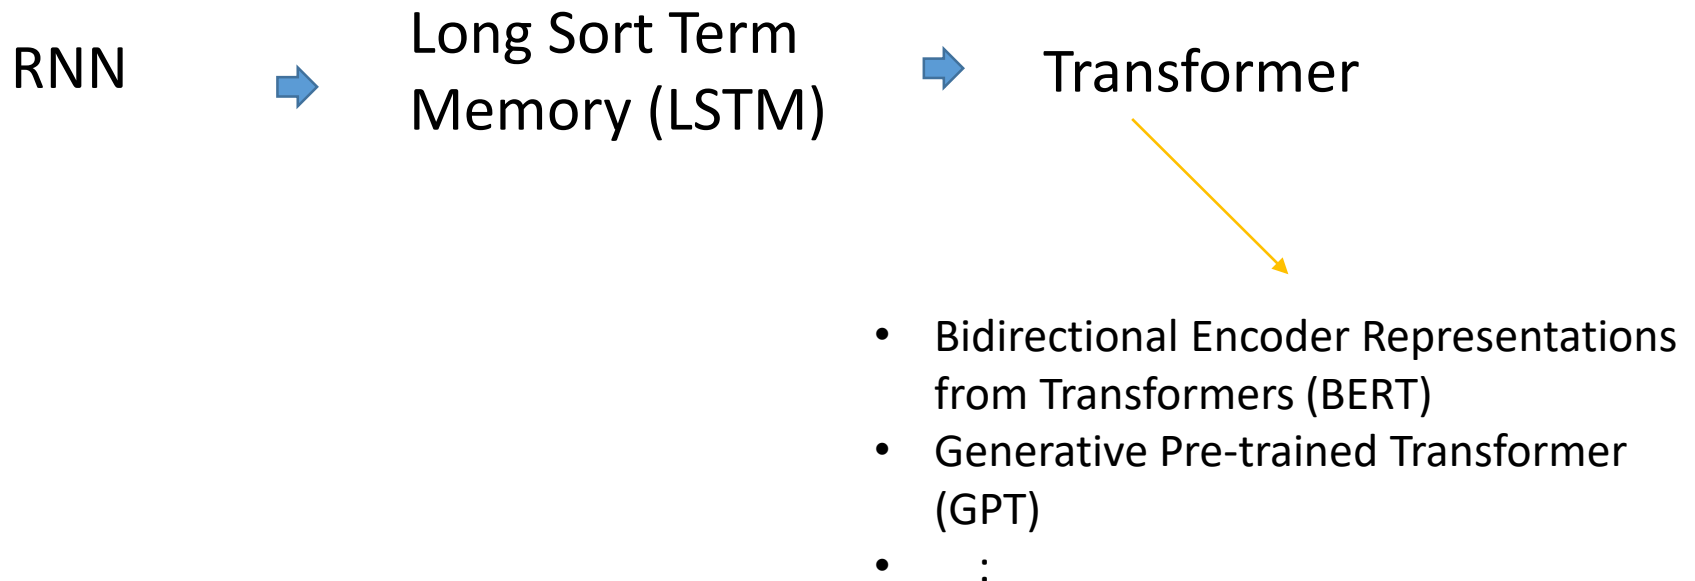 RNN
Long Sort Term
Memory (LSTM)
Transformer
• Bidirectional Encoder Representations
from Transformers (BERT)
• Generative Pre-trained Transformer
(GPT)
• :